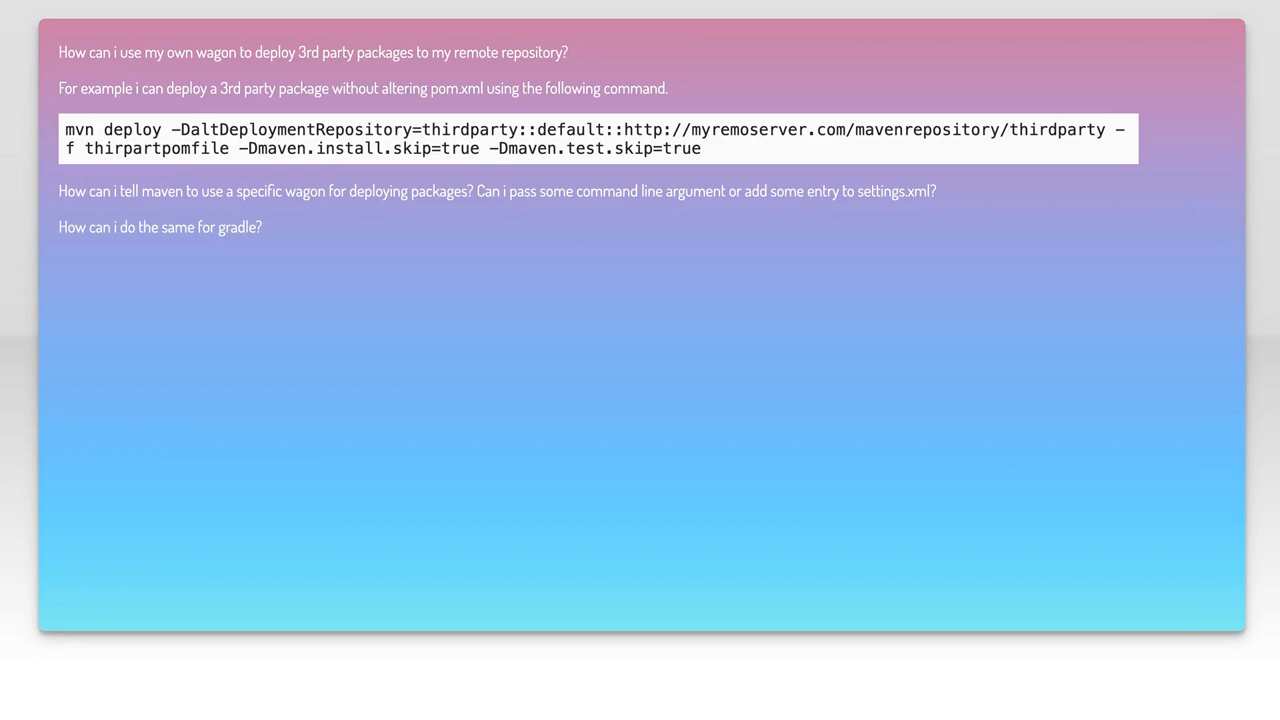 How can i use my own wagon to deploy 3rd party packages to my remote repository?
For example i can deploy a 3rd party package without altering pom.xml using the following command.
mvn deploy -DaltDeploymentRepository=thirdparty::default::http://myremoserver.com/mavenrepository/thirdparty -
f thirpartpomfile -Dmaven.install.skip=true -Dmaven.test.skip=true
How can i tell maven to use a specific wagon for deploying packages? Can i pass some command line argument or add some entry to settings.xml?
How can i do the same for gradle?